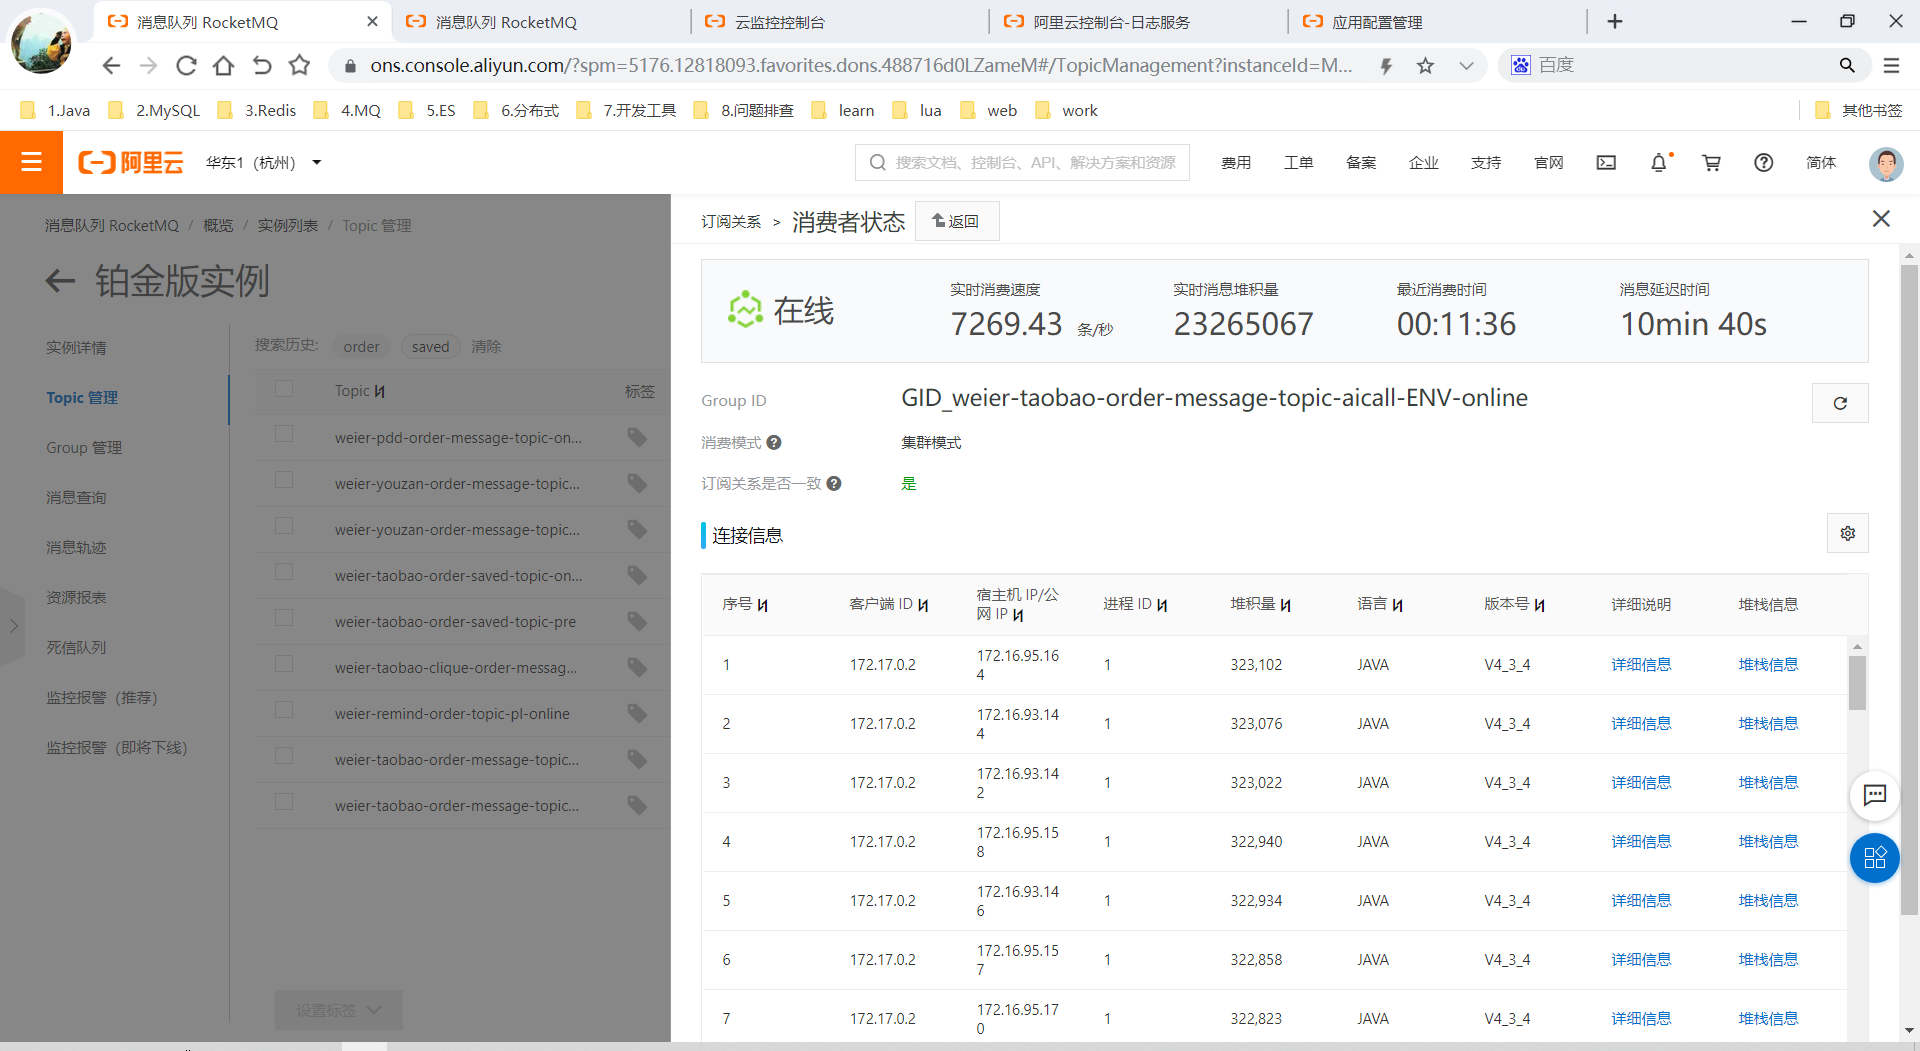 消息队列 RocketMQ
消息队列 RocketMQ
云监控控制台
阿里云控制台-日志服务
应用配置管理
ons.console.aliyun.com/?spm=5176.12818093.favorites.dons.488716d0LZameM#/TopicManagement?instanceId=M...
百度
1.Java
2.MySQL
3.Redis
4.MQ
5.ES
6.分布式
7.开发工具
8.问题排查
learn
lua
web
work
其他书签
阿里云
华东1（杭州）
搜索文档、控制台、API、解决方案和资源
费用
工单
备案
企业
支持
官网
简体
消息队列 RocketMQ / 概览 / 实例列表 / Topic 管理
铂金版实例
实例详情
Topic 管理
Group 管理
消息查询
消息轨迹
资源报表
死信队列
监控报警（推荐）
监控报警（即将下线）
搜索历史: order saved 清除
Topic 标签
weier-pdd-order-message-topic-on...
weier-youzan-order-message-topic...
weier-youzan-order-message-topic...
weier-taobao-order-saved-topic-on...
weier-taobao-order-saved-topic-pre
weier-taobao-clique-order-messag...
weier-remind-order-topic-pl-online
weier-taobao-order-message-topic...
weier-taobao-order-message-topic...
设置标签
订阅关系 > 消费者状态 返回
在线
实时消费速度
7269.43 条/秒
实时消息堆积量
23265067
最近消费时间
00:11:36
消息延迟时间
10min 40s
Group ID GID_weier-taobao-order-message-topic-aicall-ENV-online
消费模式 集群模式
订阅关系是否一致 是
连接信息
序号 客户端 ID 宿主机 IP/公网 IP 进程 ID 堆积量 语言 版本号 详细说明 堆栈信息
1 172.17.0.2 172.16.95.164 1 323,102 JAVA V4_3_4 详细信息 堆栈信息
2 172.17.0.2 172.16.93.144 1 323,076 JAVA V4_3_4 详细信息 堆栈信息
3 172.17.0.2 172.16.93.142 1 323,022 JAVA V4_3_4 详细信息 堆栈信息
4 172.17.0.2 172.16.95.158 1 322,940 JAVA V4_3_4 详细信息 堆栈信息
5 172.17.0.2 172.16.93.146 1 322,934 JAVA V4_3_4 详细信息 堆栈信息
6 172.17.0.2 172.16.95.157 1 322,858 JAVA V4_3_4 详细信息 堆栈信息
7 172.17.0.2 172.16.95.170 1 322,823 JAVA V4_3_4 详细信息 堆栈信息